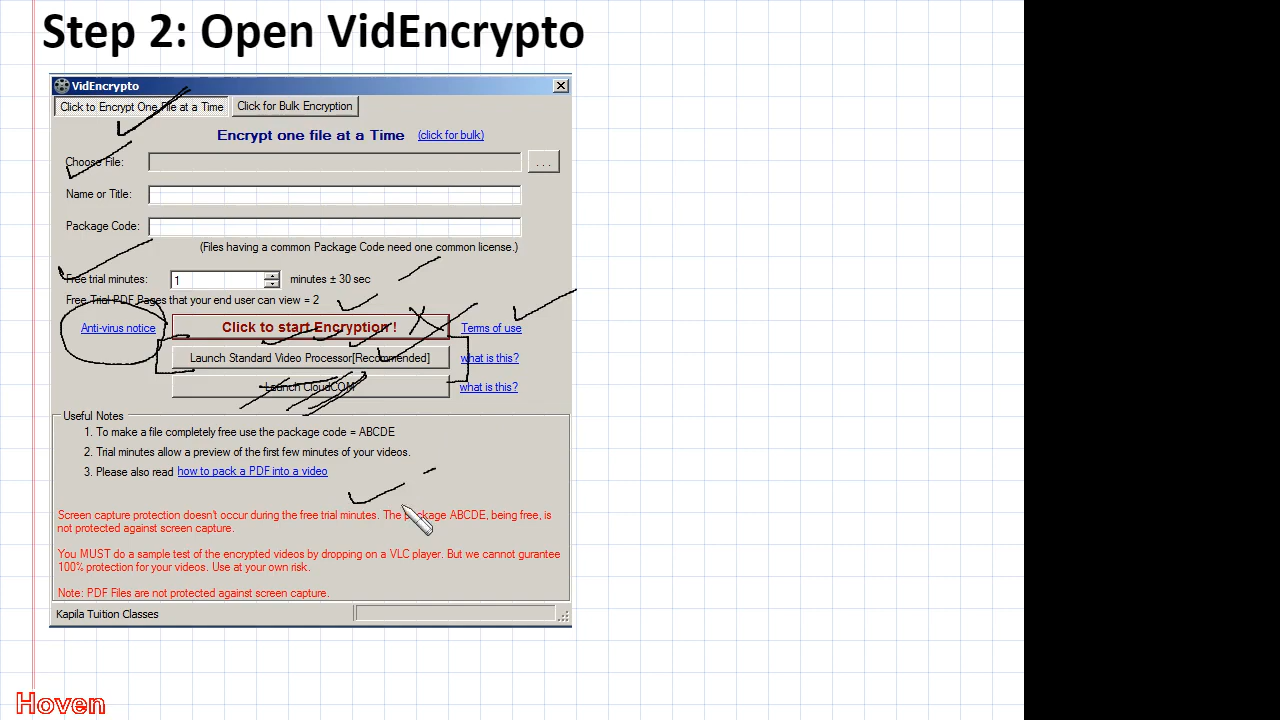 Step 2: Open VidEncrypto
VidEncrypto
Click to Encrypt One File at a Time Click for Bulk Encryption
Encrypt one file at a Time (click for bulk)
Choose File: ...
Name or Title:
Package Code:
(Files having a common Package Code need one common license.)
Free trial minutes: 1 minutes ± 30 sec
Free Trial PDF Pages that your end user can view = 2
Anti-virus notice Click to start Encryption ! Terms of use
Launch Standard Video Processor[Recommended] what is this?
Launch CloudCOM what is this?
Useful Notes
1. To make a file completely free use the package code = ABCDE
2. Trial minutes allow a preview of the first few minutes of your videos.
3. Please also read how to pack a PDF into a video
Screen capture protection doesn't occur during the free trial minutes. The package ABCDE, being free, is
not protected against screen capture.
You MUST do a sample test of the encrypted videos by dropping on a VLC player. But we cannot gurantee
100% protection for your videos. Use at your own risk.
Note: PDF Files are not protected against screen capture.
Kapila Tuition Classes
Hoven